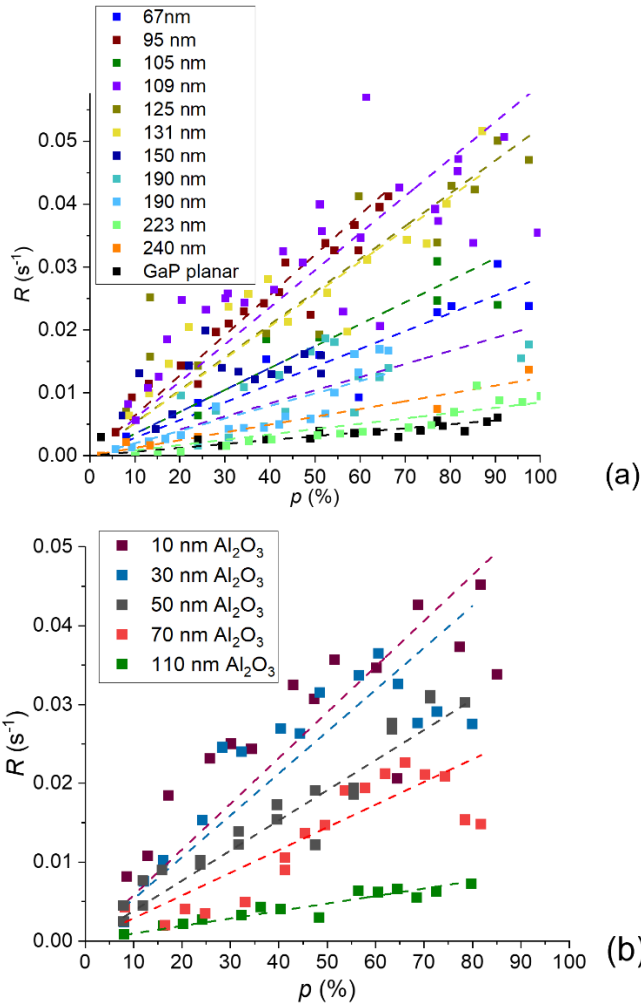 67nm
95 nm
105 nm
109 nm
125 nm
131 nm
150 nm
190 nm
190 nm
223 nm
240 nm
GaP planar
0.05
0.04
0.03
0.02
0.01
0.00
R (s⁻¹)
0 10 20 30 40 50 60 70 80 90 100
p (%)
(a)
10 nm Al₂O₃
30 nm Al₂O₃
50 nm Al₂O₃
70 nm Al₂O₃
110 nm Al₂O₃
0.05
0.04
0.03
0.02
0.01
0.00
R (s⁻¹)
0 10 20 30 40 50 60 70 80 90 100
p (%)
(b)